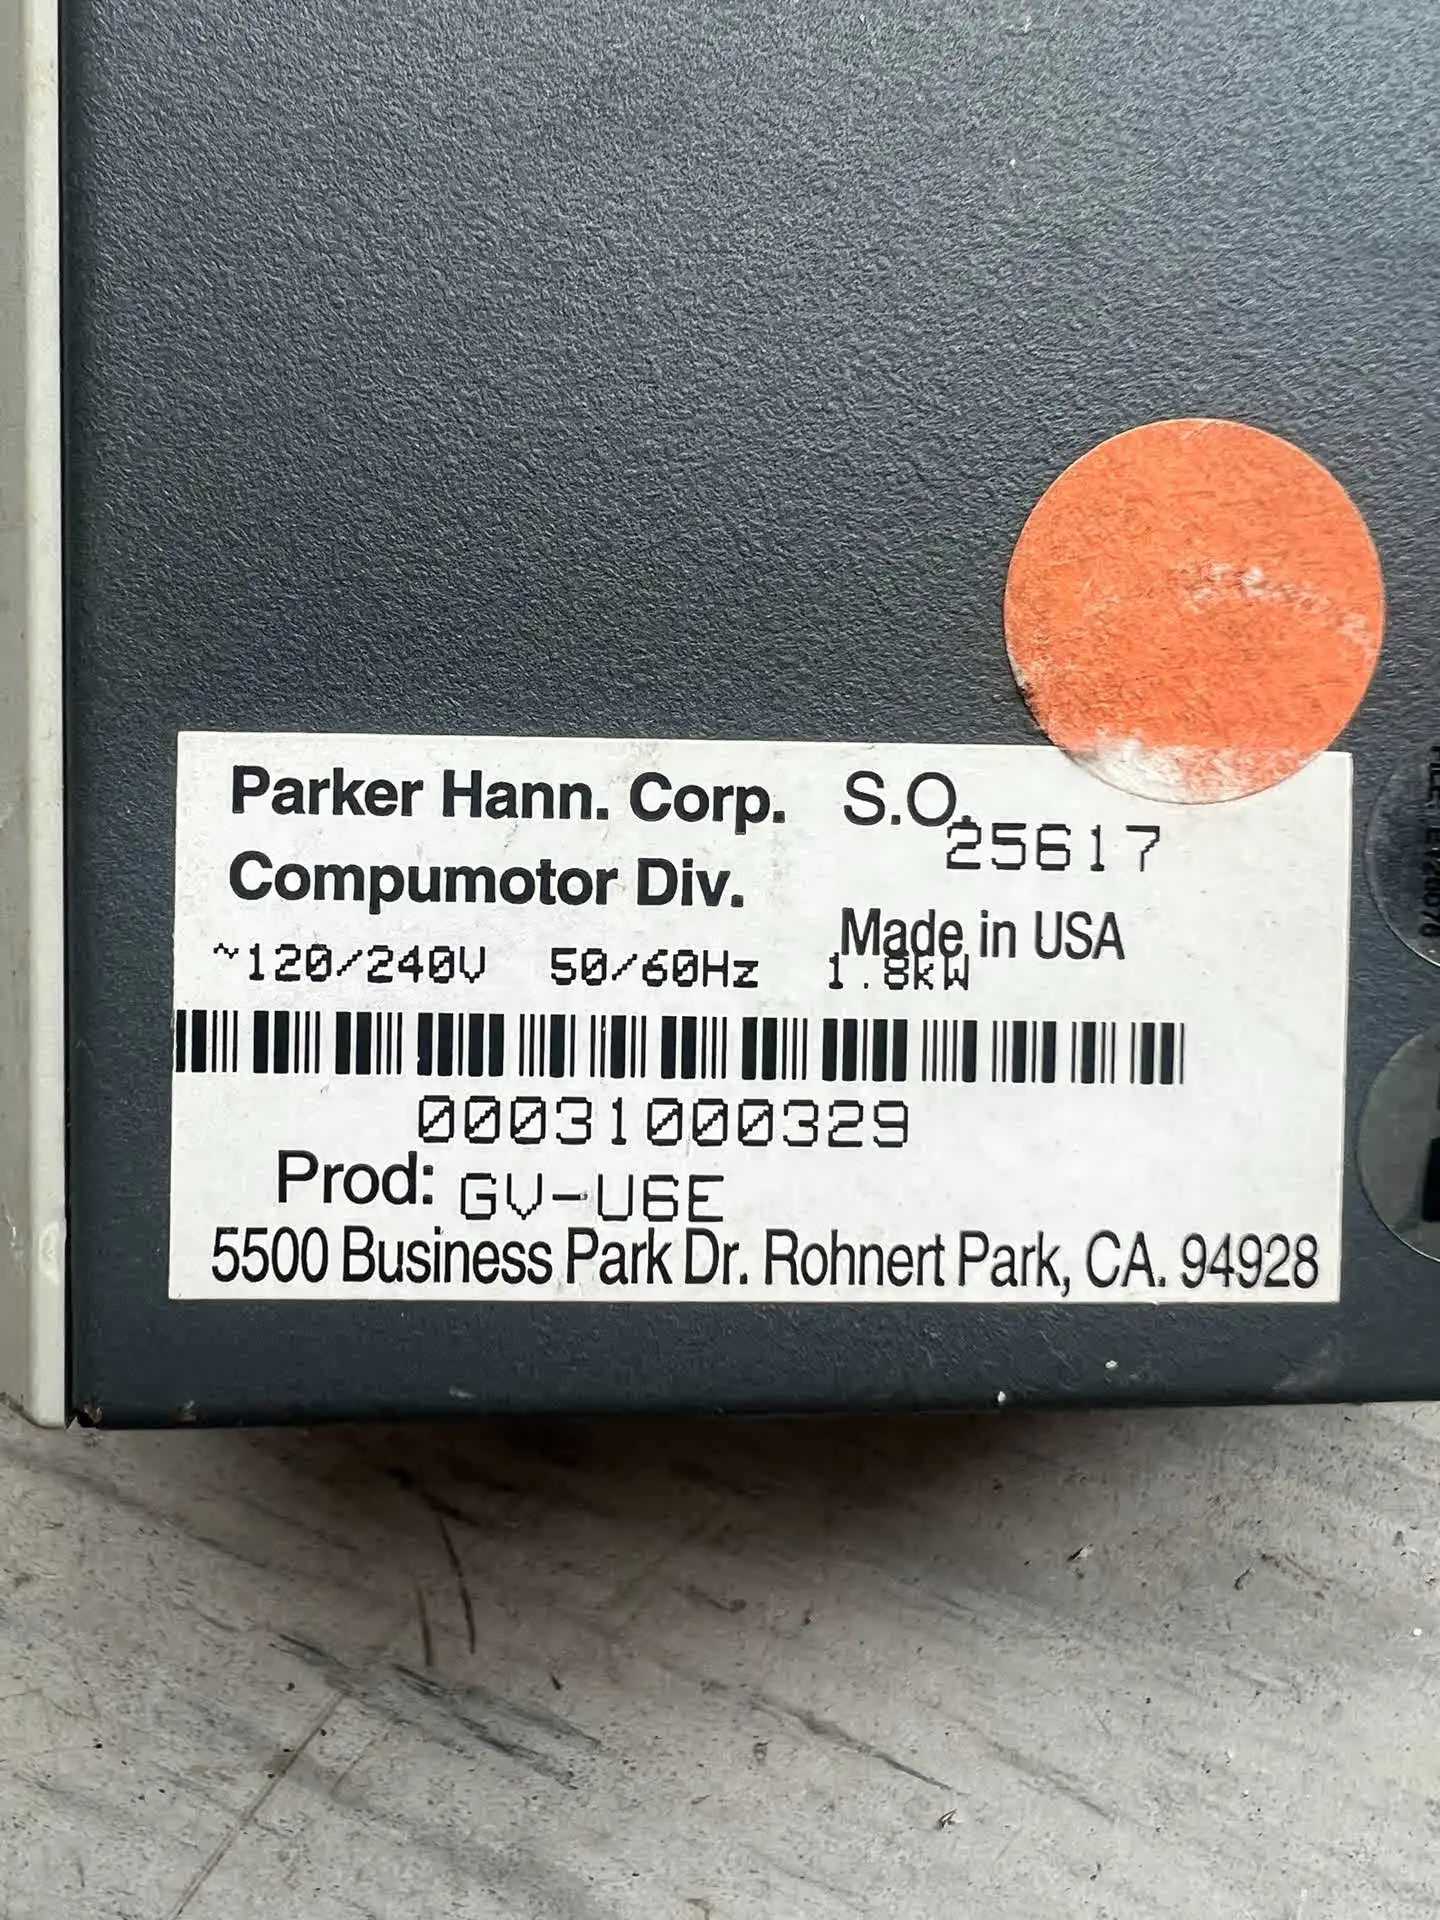 Parker Hann. Corp. S.O.
25617
Compumotor Div.
Made in USA
~120/240V 50/60Hz 1.8kW
00031000329
Prod: GV-U6E
5500 Business Park Dr. Rohnert Park, CA. 94928